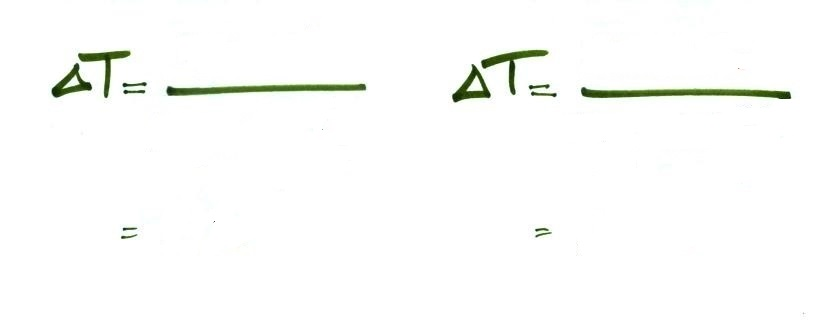 ΔT= ΔT=
= =